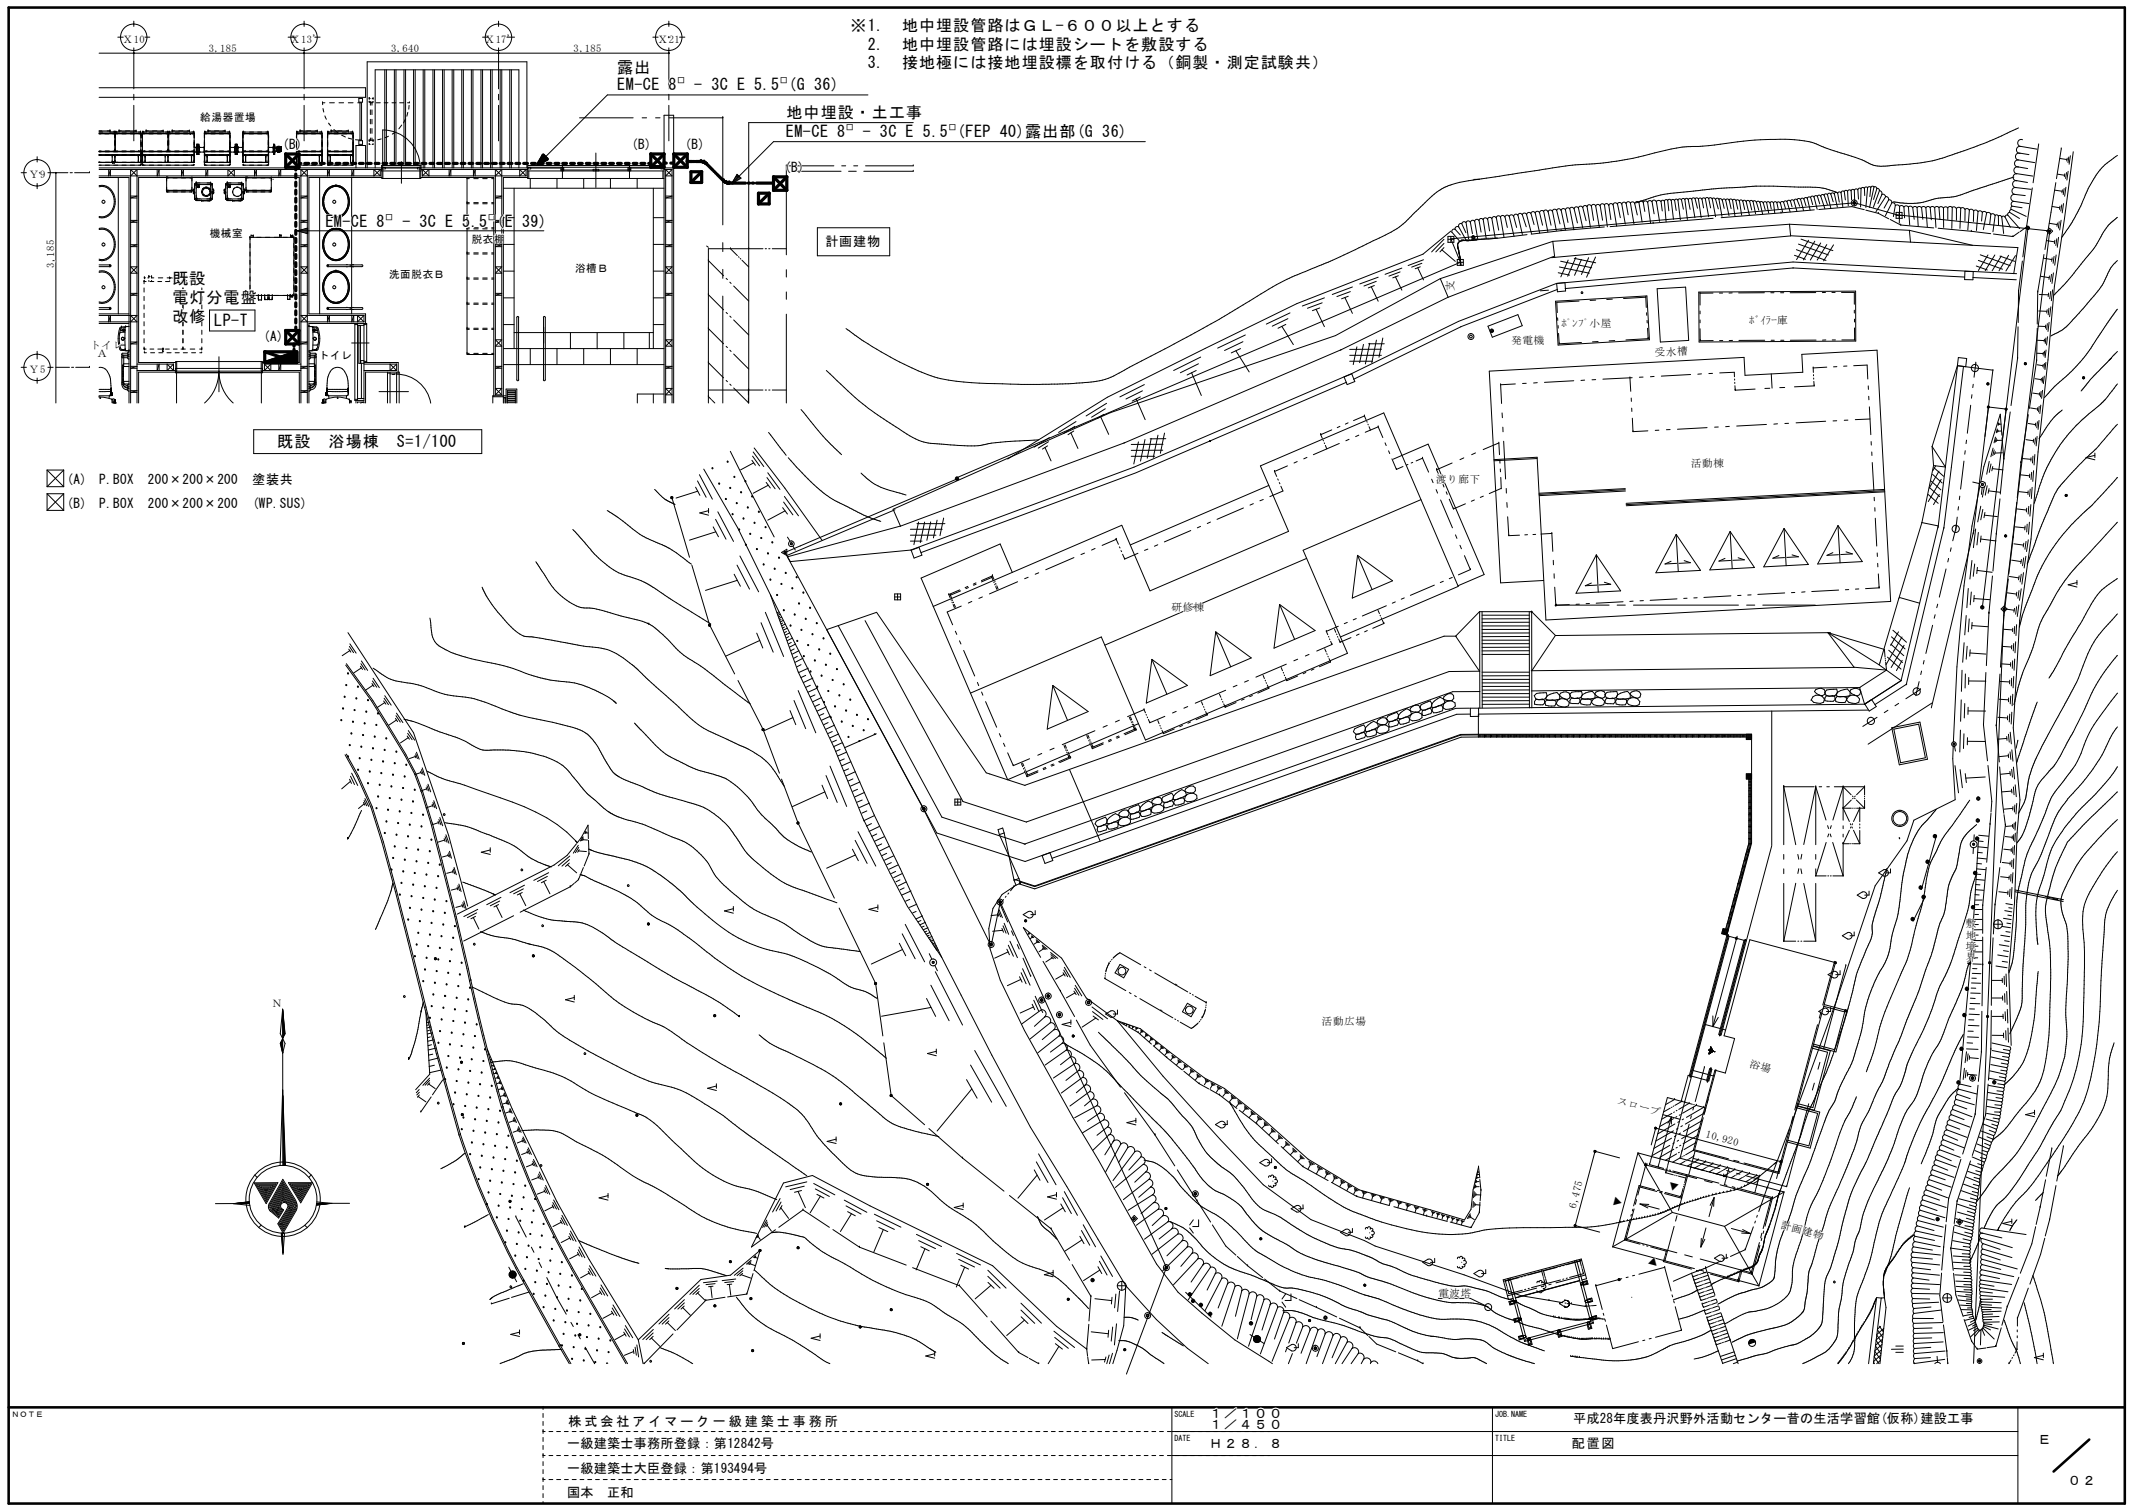 ※1. 地中埋設管路はＧＬ-６００以上とする
2. 地中埋設管路には埋設シートを敷設する
3. 接地極には接地埋設標を取付ける（銅製・測定試験共）
X10
X13
X17
X21
3.185
3.640
3.185
露出
EM-CE 8□ - 3C E 5.5□(G 36)
地中埋設・土工事
EM-CE 8□ - 3C E 5.5□(FEP 40)露出部(G 36)
給湯器置場
(B)
(B)
(B)
(B)
Y9
EM-CE 8□ - 3C E 5.5□(E 39)
機械室
脱衣棚
洗面脱衣B
浴槽B
計画建物
3.185
既設
電灯分電盤
改修
LP-T
(A)
トイレ
A
トイレ
Y5
既設 浴場棟 S=1/100
(A) P.BOX 200×200×200 塗装共
(B) P.BOX 200×200×200 (WP.SUS)
支
発電機
ﾎﾟﾝﾌﾟ小屋
受水槽
ﾎﾞｲﾗｰ庫
渡り廊下
活動棟
研修棟
活動広場
浴場
スロープ
10.920
6.475
計画建物
電波塔
N
NOTE
株式会社アイマーク一級建築士事務所
一級建築士事務所登録：第12842号
一級建築士大臣登録：第193494号
国本 正和
SCALE
１／１００
１／４５０
DATE
Ｈ２８．８
JOB.NAME
平成28年度表丹沢野外活動センター昔の生活学習館(仮称)建設工事
TITLE
配置図
E
０２